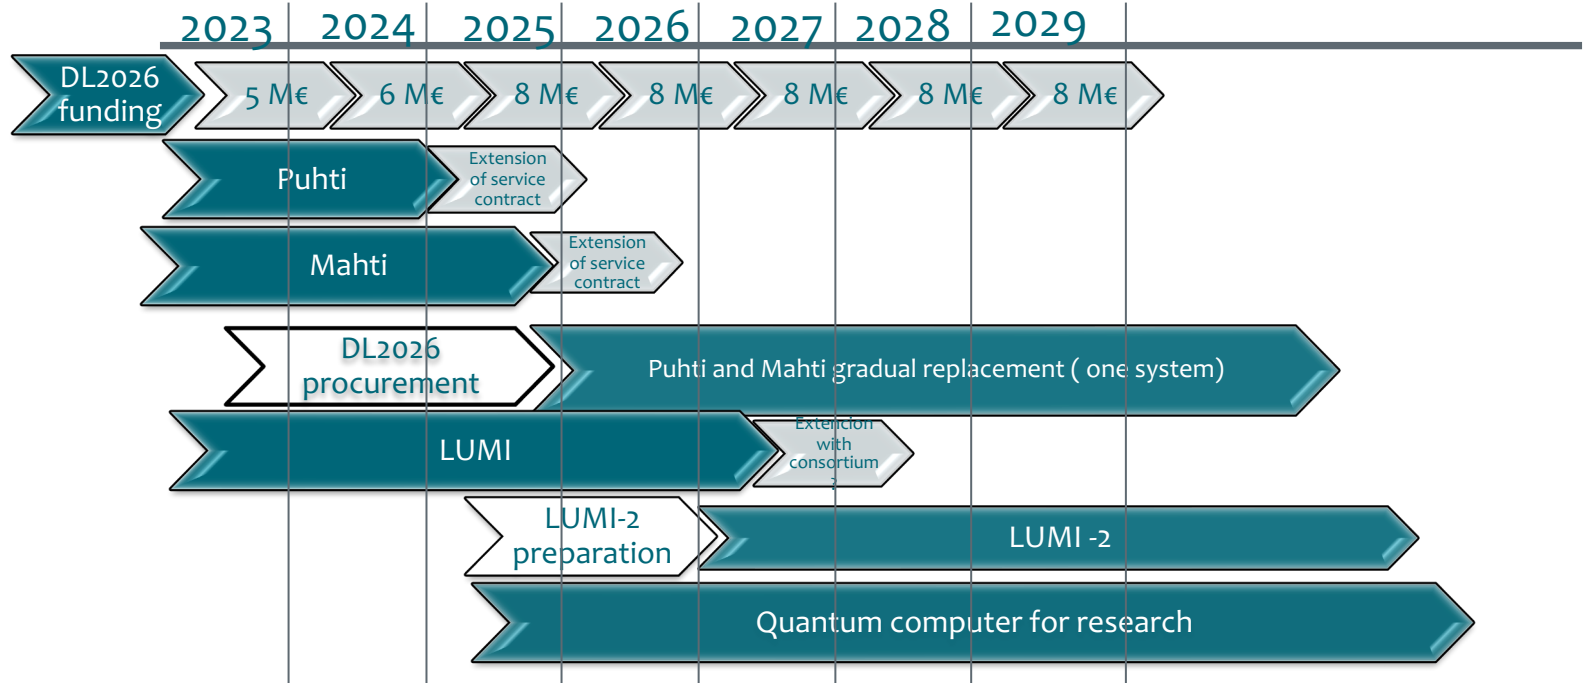 2023 2024 2025 2026 2027 2028 2029
DL2026
funding
5 M€ 6 M€ 8 M€ 8 M€ 8 M€ 8 M€ 8 M€
Puhti
Extension
of service
contract
Mahti
Extension
of service
contract
DL2026
procurement
Puhti and Mahti gradual replacement ( one system)
LUMI
Extencion
with
consortium
?
LUMI-2
preparation
LUMI -2
Quantum computer for research